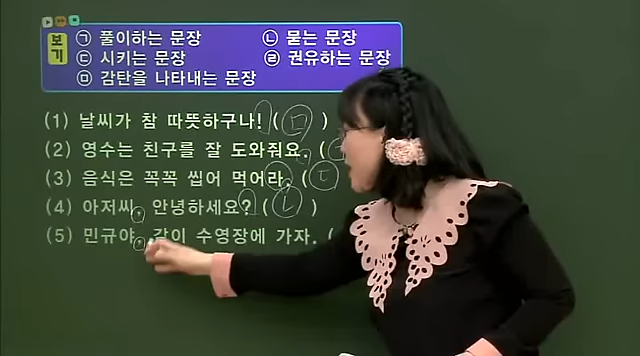 보기
㉠ 풀이하는 문장 ㉡ 묻는 문장
㉢ 시키는 문장 ㉣ 권유하는 문장
㉤ 감탄을 나타내는 문장
(1) 날씨가 참 따뜻하구나! (ㅁ)
(2) 영수는 친구를 잘 도와줘요. (
(3) 음식은 꼭꼭 씹어 먹어라. (ㄷ
(4) 아저씨, 안녕하세요? (ㄴ)
(5) 민규야, 같이 수영장에 가자. (